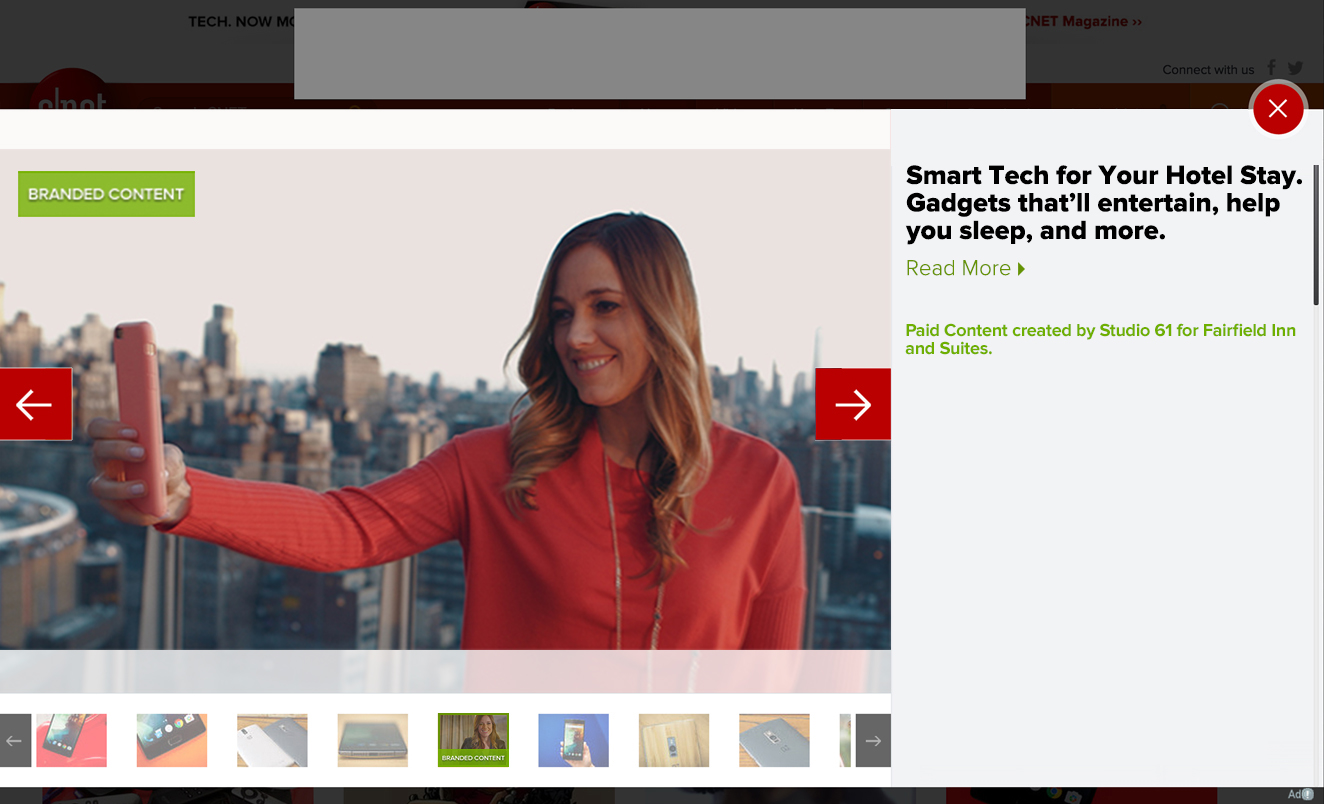 TECH. NOW
CNET Magazine ››
Connect with us
c|net
BRANDED CONTENT
Smart Tech for Your Hotel Stay.
Gadgets that’ll entertain, help
you sleep, and more.
Read More
Paid Content created by Studio 61 for Fairfield Inn
and Suites.
BRANDED CONTENT
Ad